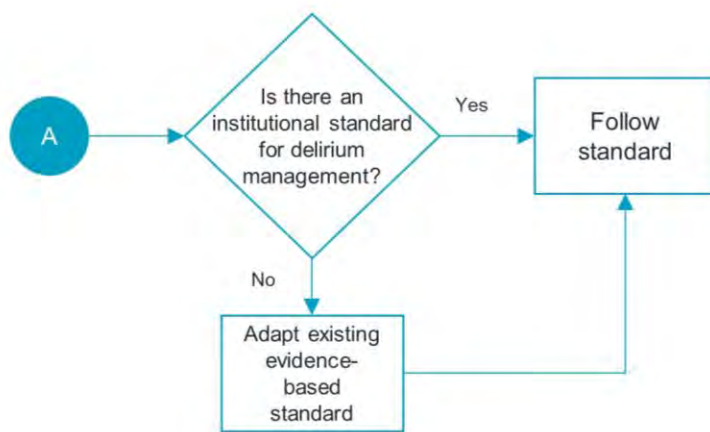 A
Is there an
institutional standard
for delirium
management?
Yes
Follow
standard
No
Adapt existing
evidence-
based
standard